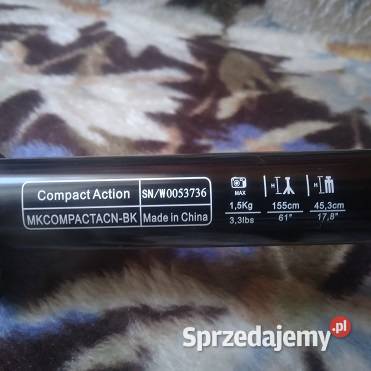 Compact Action SN/W0053736
MKCOMPACTACN-BK Made in China
MAX
1,5Kg 155cm 45,3cm
3,3lbs 61" 17,8"
Sprzedajemy.pl